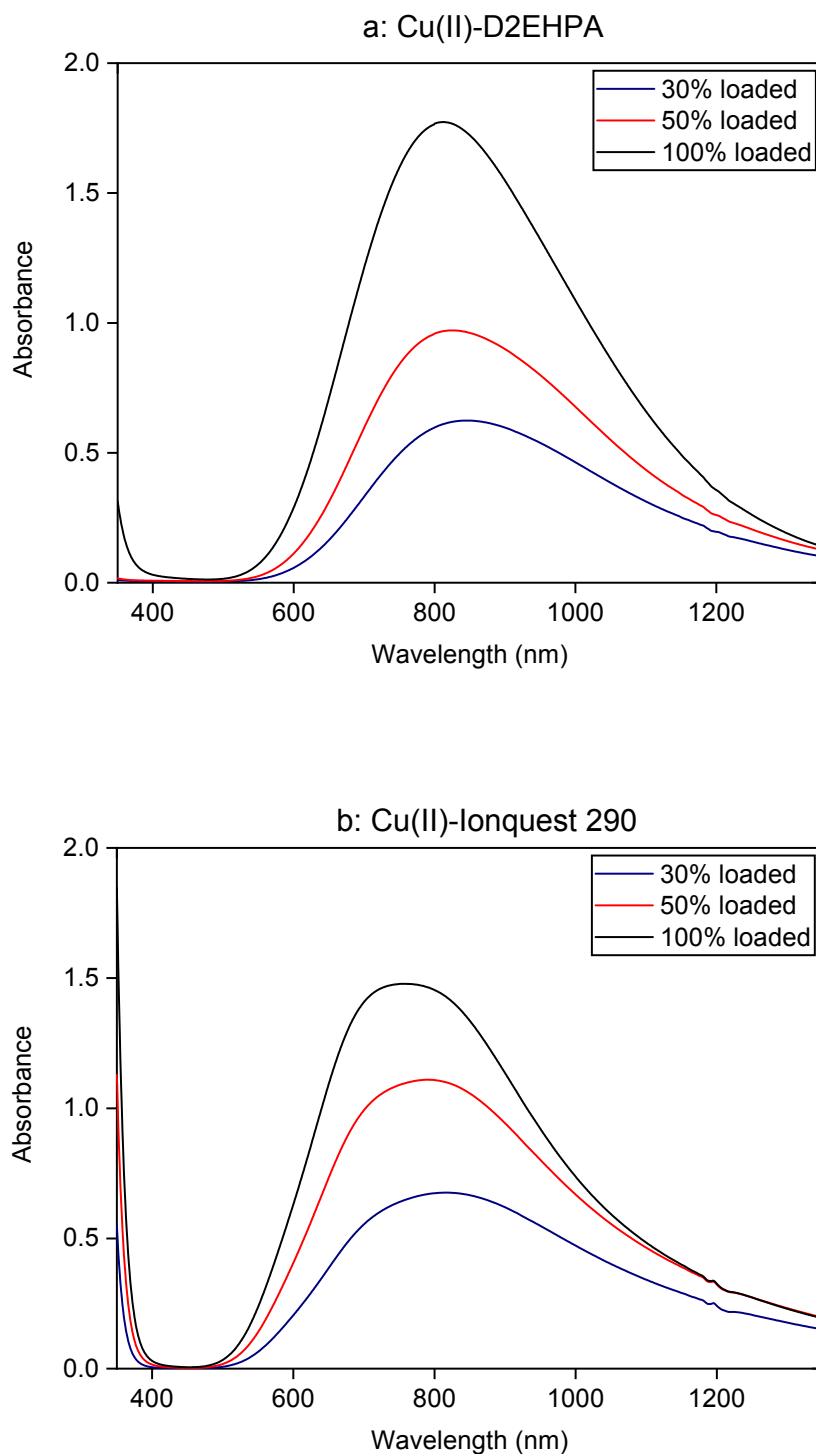 a: Cu(II)-D2EHPA
2.0
30% loaded
50% loaded
100% loaded
1.5
Absorbance
1.0
0.5
0.0
400 600 800 1000 1200
Wavelength (nm)
b: Cu(II)-Ionquest 290
2.0
30% loaded
50% loaded
100% loaded
1.5
Absorbance
1.0
0.5
0.0
400 600 800 1000 1200
Wavelength (nm)